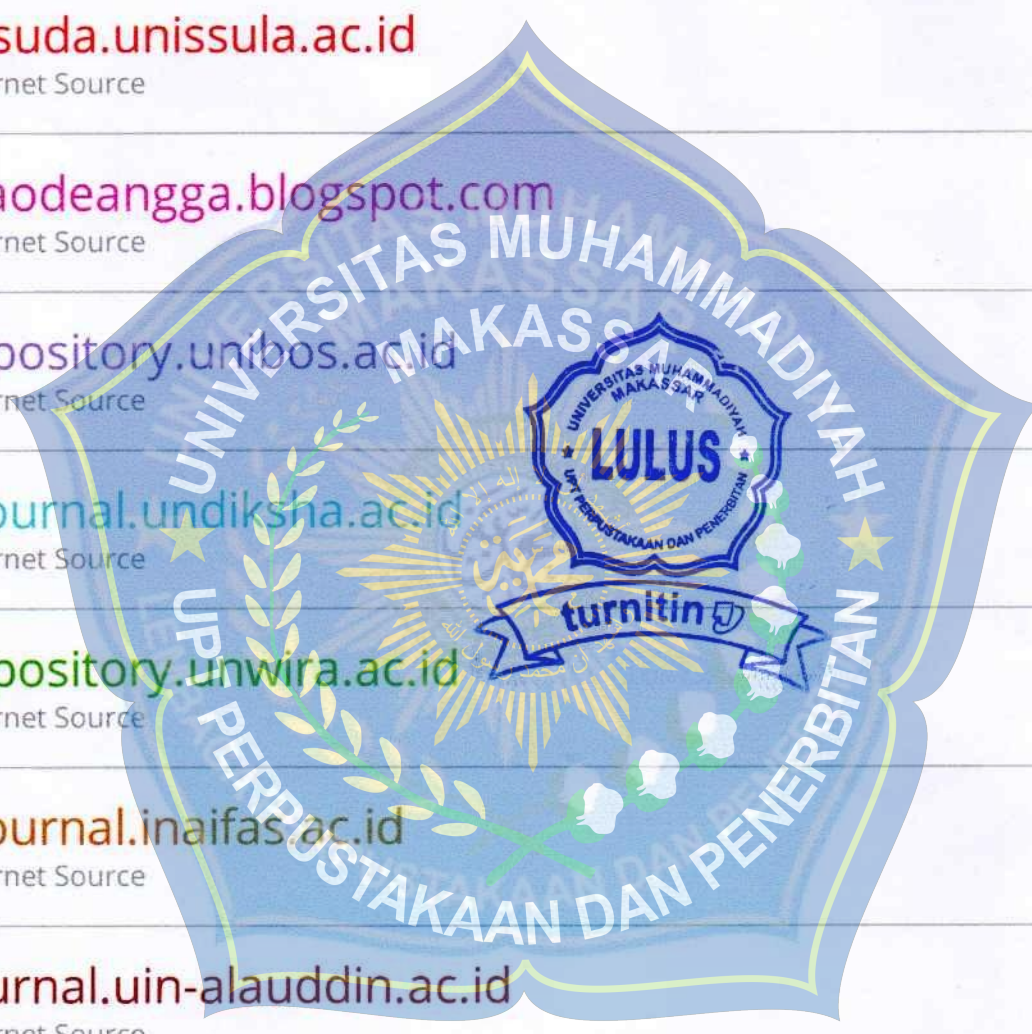 suda.unissula.ac.id
rnet Source
aodeangga.blogspot.com
rnet Source
pository.unibos.ac.id
rnet Source
ournal.undiksha.ac.id
rnet Source
pository.unwira.ac.id
rnet Source
ournal.inaifas.ac.id
rnet Source
urnal.uin-alauddin.ac.id
rnet Source
UNIVERSITAS MUHAMMADIYAH
MAKASSAR
UPT PERPUSTAKAAN DAN PENERBITAN
UNIVERSITAS MUHAMMADIYAH
MAKASSAR
LULUS
UPT PERPUSTAKAAN DAN PENERBITAN
turnitin